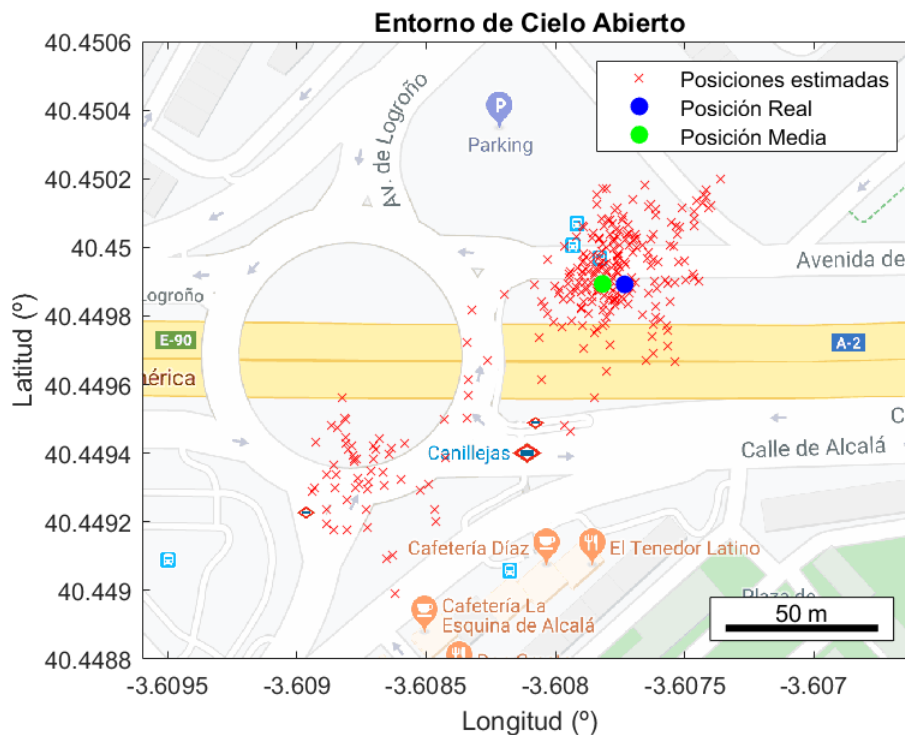 Entorno de Cielo Abierto
Posiciones estimadas
Posición Real
Posición Media
Latitud (º)
40.4506
40.4504
40.4502
40.45
40.4498
40.4496
40.4494
40.4492
40.449
40.4488
Av. de Logroño
P
Parking
Avenida de
Logroño
E-90
A-2
mérica
C
Canillejas
Calle de Alcalá
Cafetería Díaz
El Tenedor Latino
Plaza de
Cafetería La
Esquina de Alcalá
50 m
-3.6095
-3.609
-3.6085
-3.608
-3.6075
-3.607
Longitud (º)